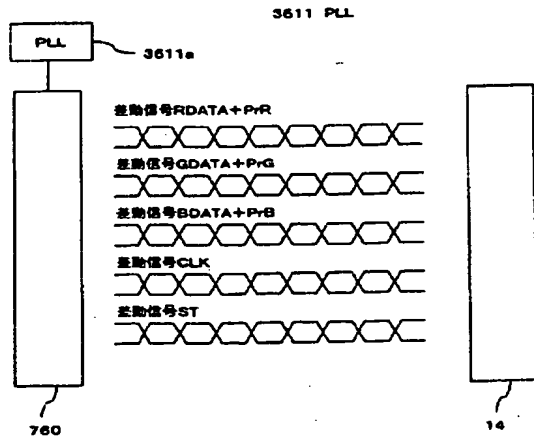 3611 PLL
PLL
3611a
差動信号RDATA+PrR
差動信号GDATA+PrG
差動信号BDATA+PrB
差動信号CLK
差動信号ST
760
14